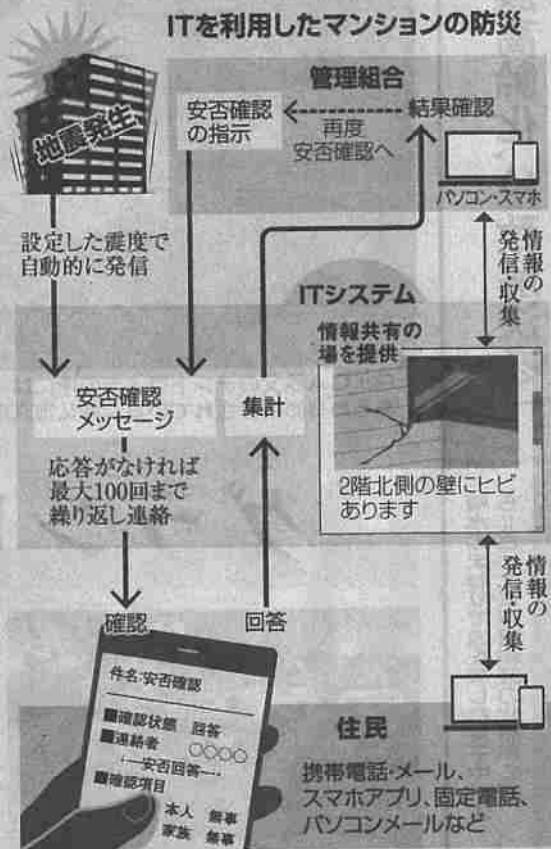 ITを利用したマンションの防災
地震発生
管理組合
安否確認
の指示
結果確認
再度
安否確認へ
パソコン・スマホ
設定した震度で
自動的に発信
情報の
発信・収集
ITシステム
情報共有の
場を提供
安否確認
メッセージ
集計
2階北側の壁にヒビ
あります
応答がなければ
最大100回まで
繰り返し連絡
情報の
発信・収集
確認
回答
件名:安否確認
■確認状態 回答
■連絡者 ○○○○
・―安否回答―・
■確認項目
本人 無事
家族 無事
住民
携帯電話・メール、
スマホアプリ、固定電話、
パソコンメールなど